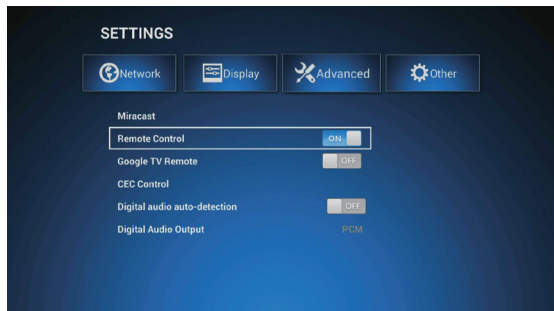 SETTINGS
Network Display Advanced Other
Miracast
Remote Control ON
Google TV Remote OFF
CEC Control
Digital audio auto-detection OFF
Digital Audio Output PCM